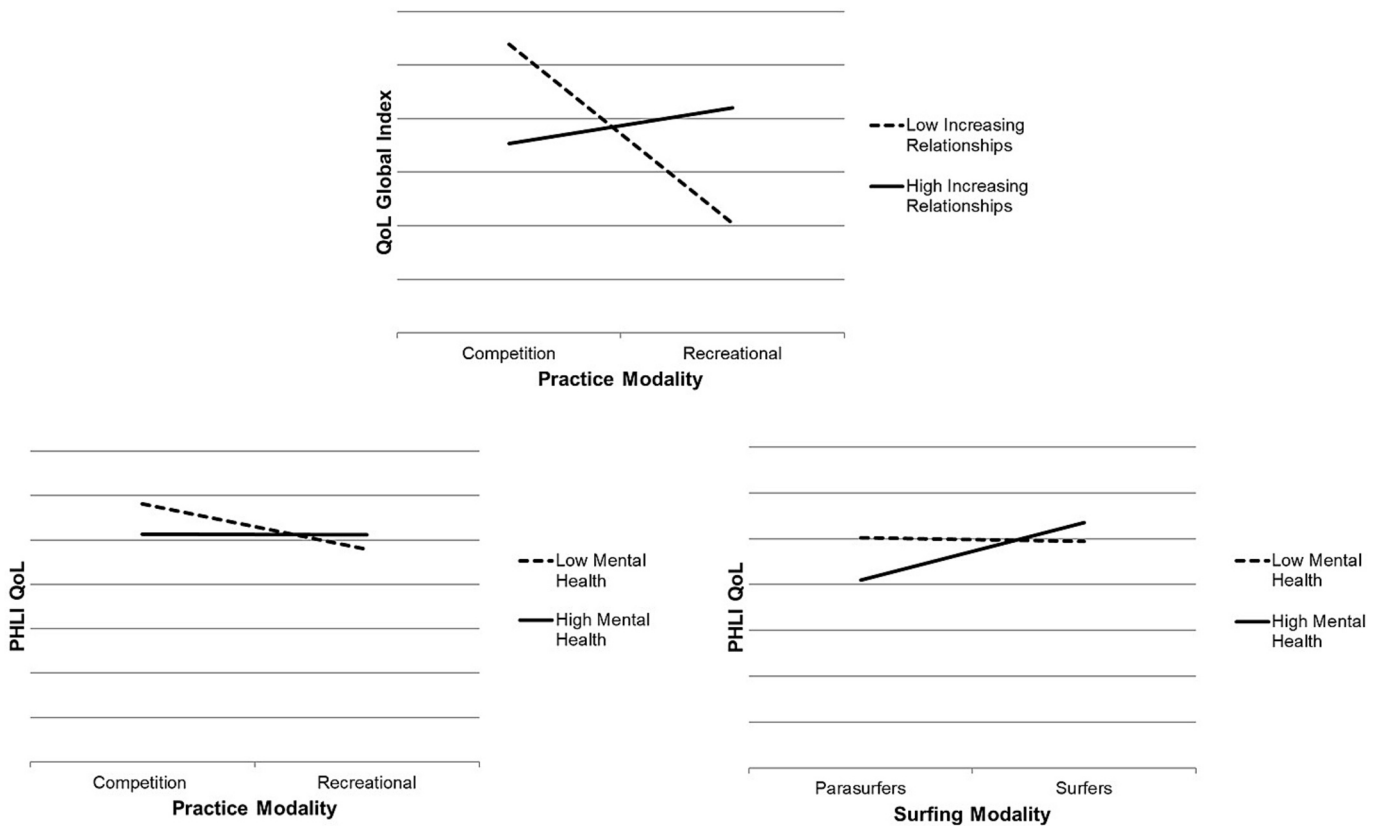 QoL Global Index
Low Increasing
Relationships
High Increasing
Relationships
Competition
Recreational
Practice Modality
PHLI QoL
Low Mental
Health
High Mental
Health
Competition
Recreational
Practice Modality
PHLI QoL
Low Mental
Health
High Mental
Health
Parasurfers
Surfers
Surfing Modality